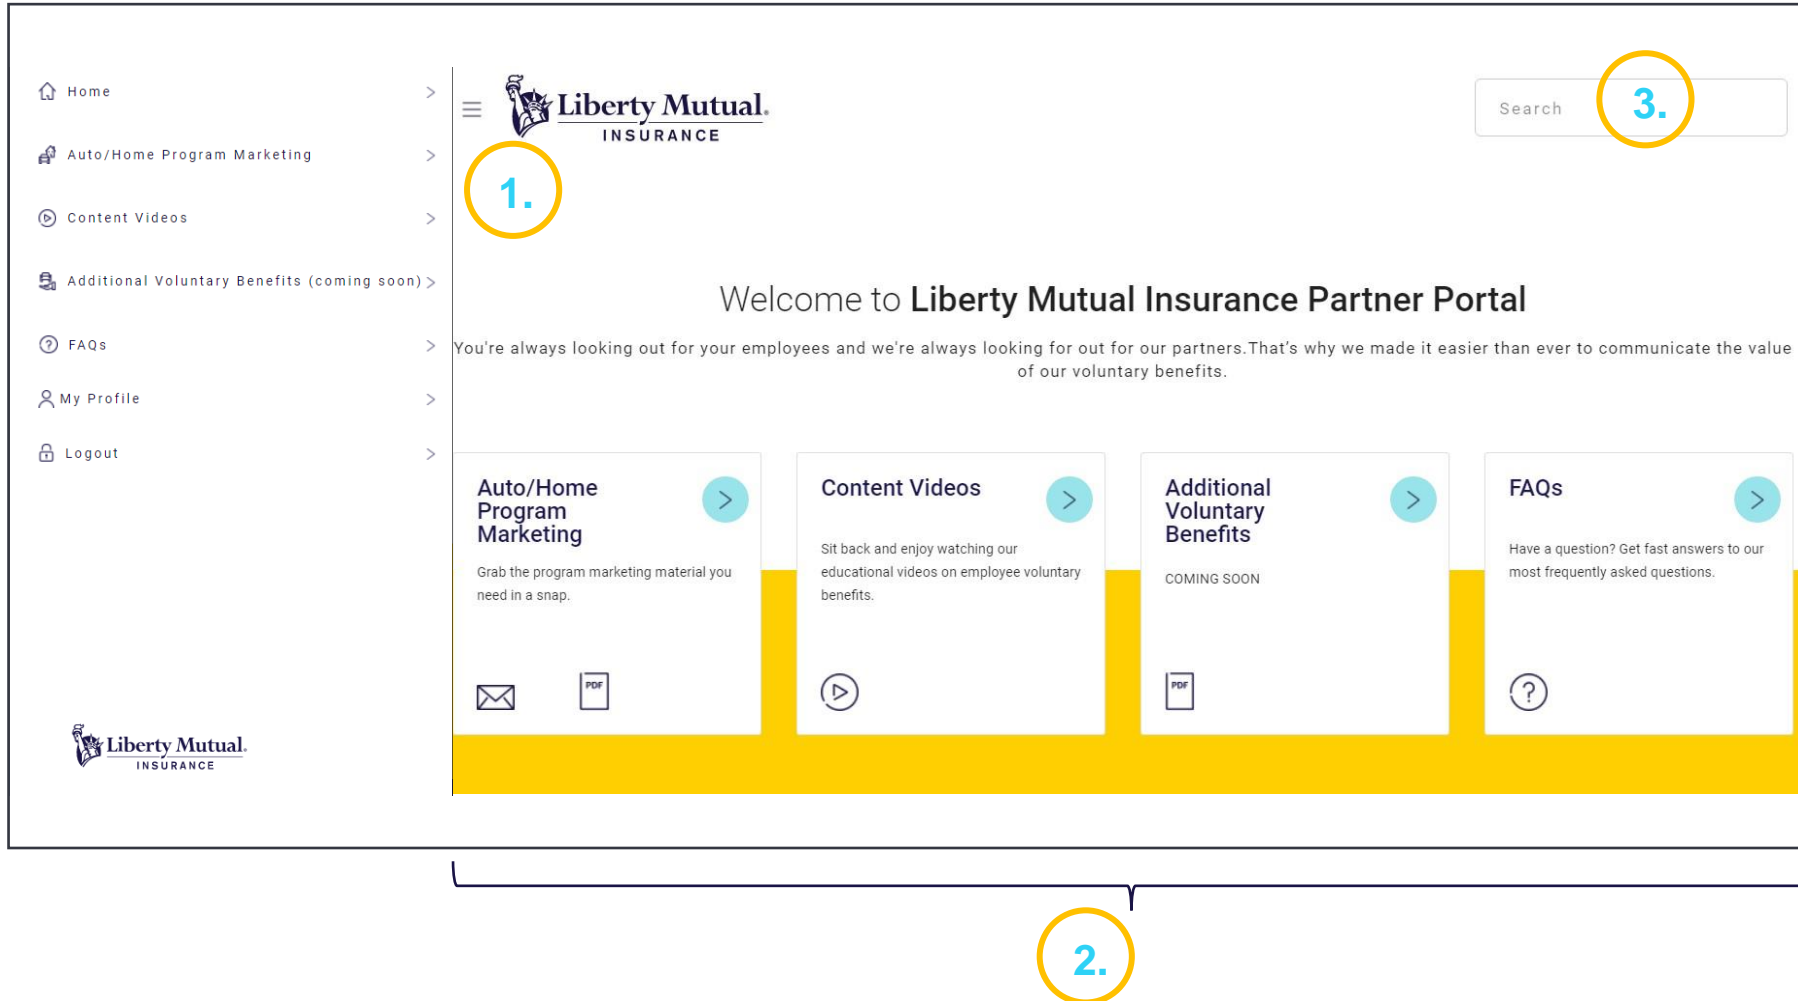 Home
Auto/Home Program Marketing
Content Videos
Additional Voluntary Benefits (coming soon)
FAQs
My Profile
Logout
Liberty Mutual.
INSURANCE
Liberty Mutual®
INSURANCE
1.
Search
3.
Welcome to Liberty Mutual Insurance Partner Portal
You're always looking out for your employees and we're always looking for out for our partners.That's why we made it easier than ever to communicate the value
of our voluntary benefits.
Auto/Home
Program
Marketing
Grab the program marketing material you
need in a snap.
PDF
Content Videos
Sit back and enjoy watching our
educational videos on employee voluntary
benefits.
Additional
Voluntary
Benefits
COMING SOON
PDF
FAQs
Have a question? Get fast answers to our
most frequently asked questions.
2.